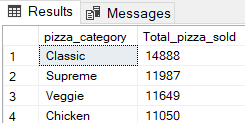 Results Messages
pizza_category Total_pizza_sold
1 Classic 14888
2 Supreme 11987
3 Veggie 11649
4 Chicken 11050